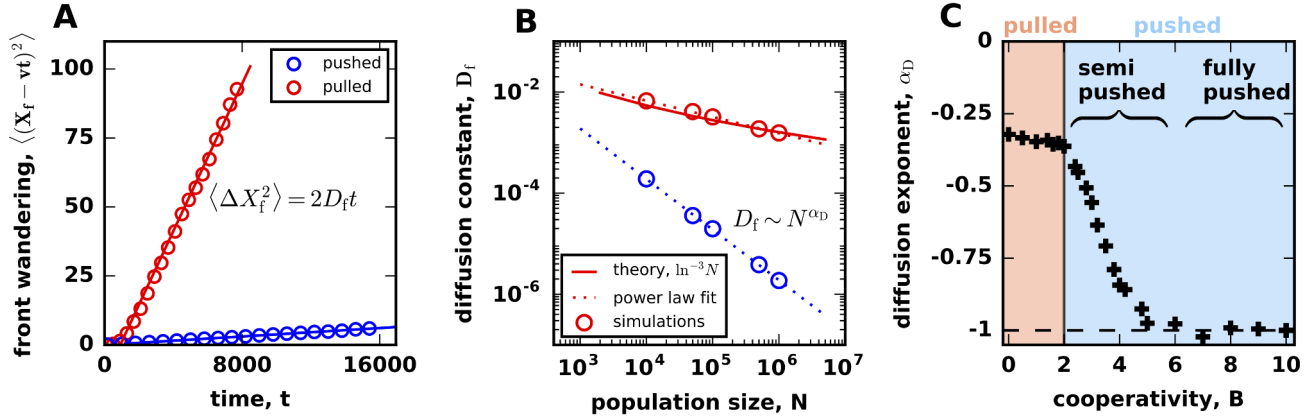 A
front wandering, ⟨(X_f − vt)^2⟩
100
75
50
25
0
0
8000
16000
time, t
pushed
pulled
⟨ΔX_f^2⟩ = 2D_f t
B
diffusion constant, D_f
10^-2
10^-4
10^-6
10^3
10^4
10^5
10^6
10^7
population size, N
D_f ∼ N^α_D
theory, ln^-3 N
power law fit
simulations
C
pulled
pushed
diffusion exponent, α_D
0
-0.25
-0.5
-0.75
-1
0
2
4
6
8
10
cooperativity, B
semi
pushed
fully
pushed